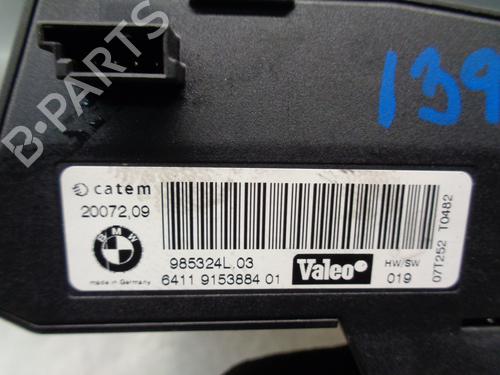 B-PARTS
139
catem
20072,09
BMW
made in Germany
985324L,03
6411 9153884 01
Valeo
HW/SW
019
07T252 T0482